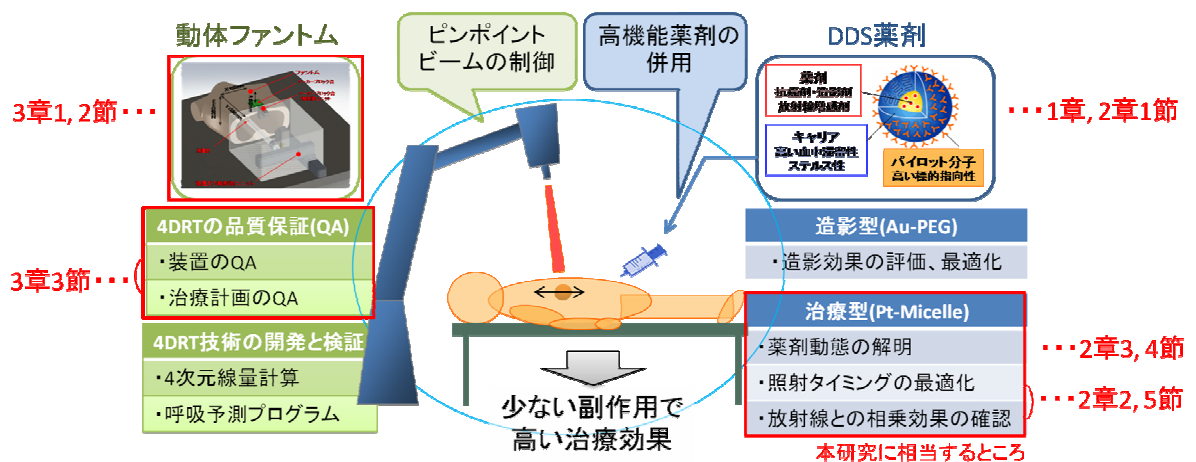 動体ファントム
ピンポイント
ビームの制御
高機能薬剤の
併用
DDS薬剤
3章1, 2節・・・
ファントム
薬剤
抗癌剤・造影剤
放射線増感剤
キャリア
高い血中滞留性
ステルス性
パイロット分子
高い標的指向性
・・・1章, 2章1節
4DRTの品質保証(QA)
・装置のQA
・治療計画のQA
3章3節・・・
4DRT技術の開発と検証
・4次元線量計算
・呼吸予測プログラム
造影型(Au-PEG)
・造影効果の評価、最適化
治療型(Pt-Micelle)
・薬剤動態の解明
・照射タイミングの最適化
・放射線との相乗効果の確認
・・・2章3, 4節
・・・2章2, 5節
少ない副作用で
高い治療効果
本研究に相当するところ